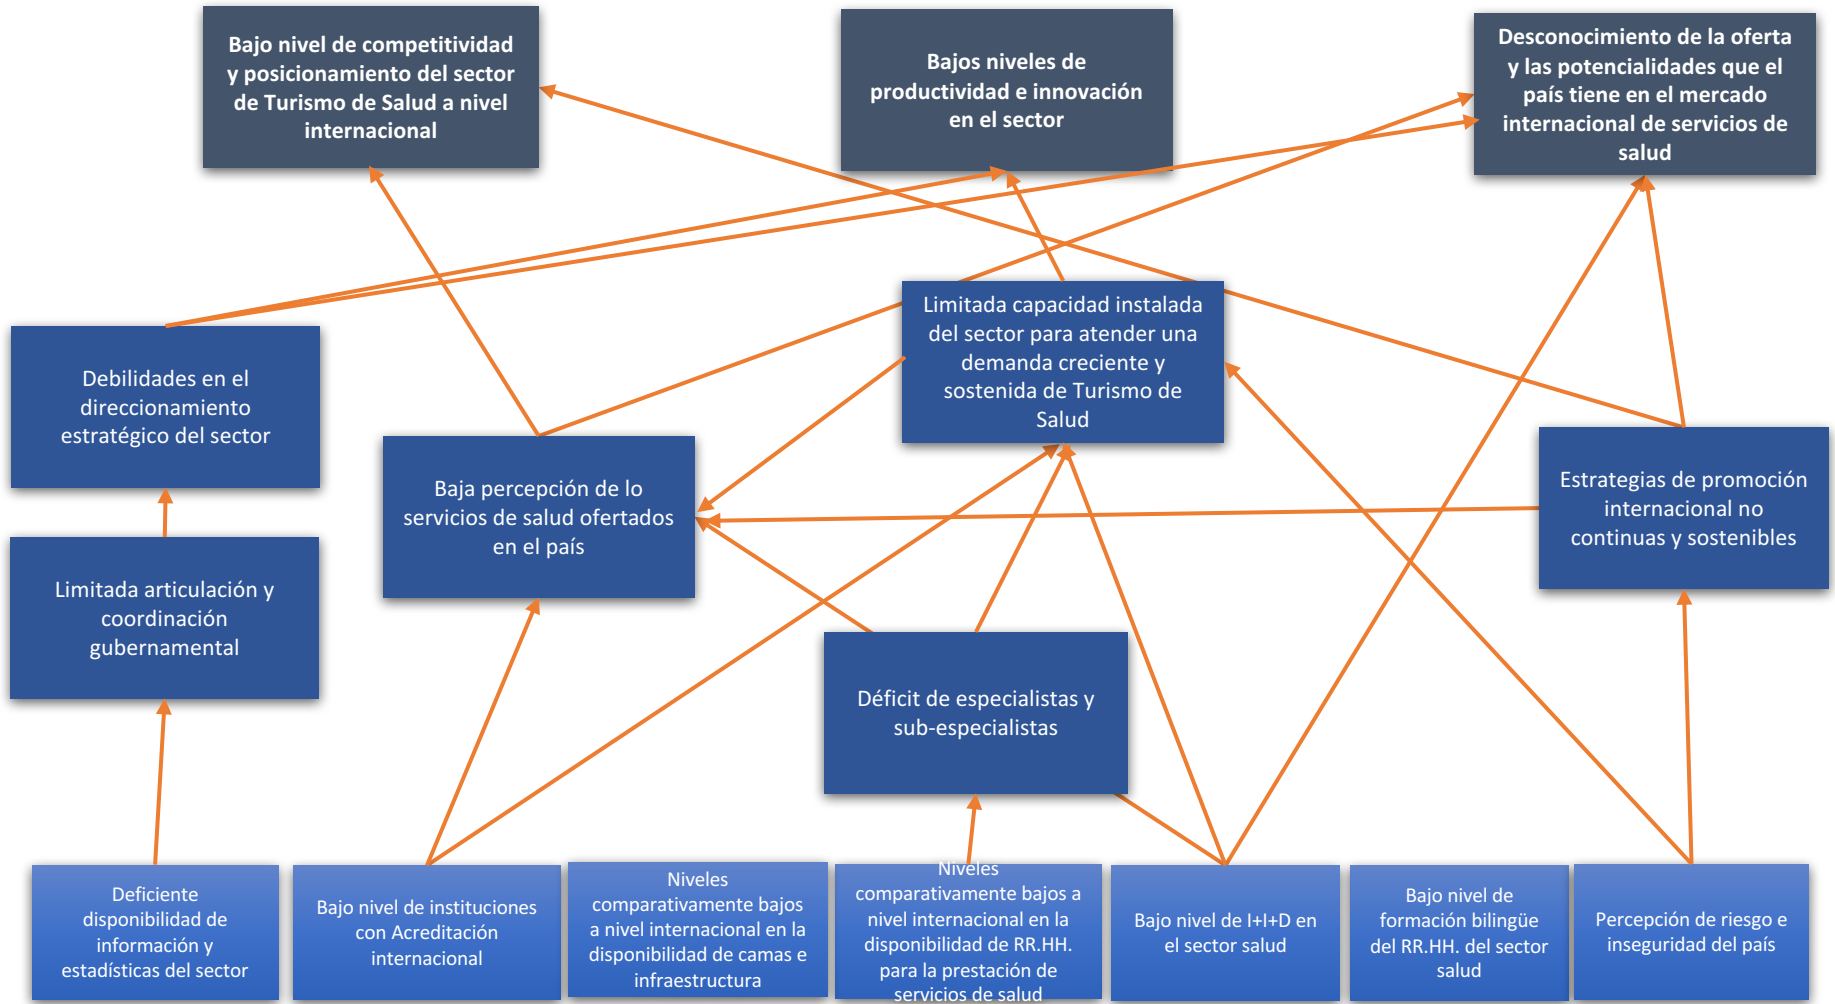 Bajo nivel de competitividad
y posicionamiento del sector
de Turismo de Salud a nivel
internacional
Bajos niveles de
productividad e innovación
en el sector
Desconocimiento de la oferta
y las potencialidades que el
país tiene en el mercado
internacional de servicios de
salud
Debilidades en el
direccionamiento
estratégico del sector
Limitada capacidad instalada
del sector para atender una
demanda creciente y
sostenida de Turismo de
Salud
Baja percepción de lo
servicios de salud ofertados
en el país
Estrategias de promoción
internacional no
continuas y sostenibles
Limitada articulación y
coordinación
gubernamental
Déficit de especialistas y
sub-especialistas
Deficiente
disponibilidad de
información y
estadísticas del sector
Bajo nivel de instituciones
con Acreditación
internacional
Niveles
comparativamente bajos
a nivel internacional en la
disponibilidad de camas e
infraestructura
Niveles
comparativamente bajos a
nivel internacional en la
disponibilidad de RR.HH.
para la prestación de
servicios de salud
Bajo nivel de I+I+D en
el sector salud
Bajo nivel de
formación bilingüe
del RR.HH. del sector
salud
Percepción de riesgo e
inseguridad del país